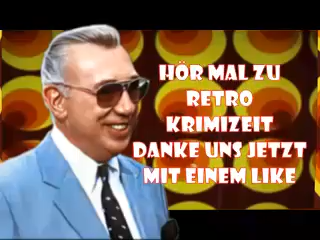 HÖR MAL ZU
RETRO
KRIMIZEIT
DANKE UNS JETZT
MIT EINEM LIKE